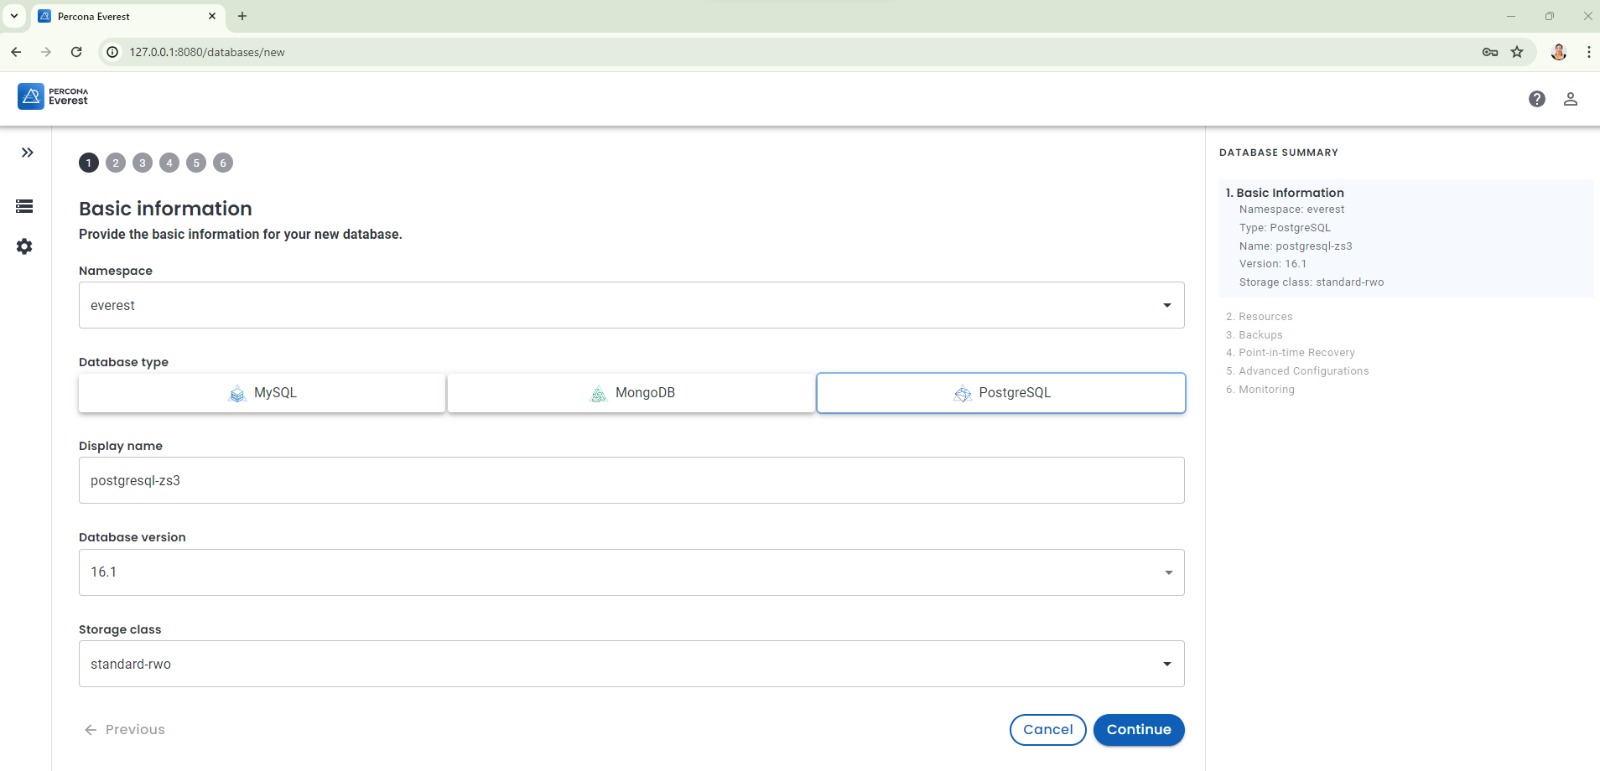 Percona Everest
127.0.0.1:8080/databases/new
PERCONA
Everest
1 2 3 4 5 6
Basic information
Provide the basic information for your new database.
Namespace
everest
Database type
MySQL
MongoDB
PostgreSQL
Display name
postgresql-zs3
Database version
16.1
Storage class
standard-rwo
Previous
Cancel
Continue
DATABASE SUMMARY
1. Basic Information
Namespace: everest
Type: PostgreSQL
Name: postgresql-zs3
Version: 16.1
Storage class: standard-rwo
2. Resources
3. Backups
4. Point-in-time Recovery
5. Advanced Configurations
6. Monitoring